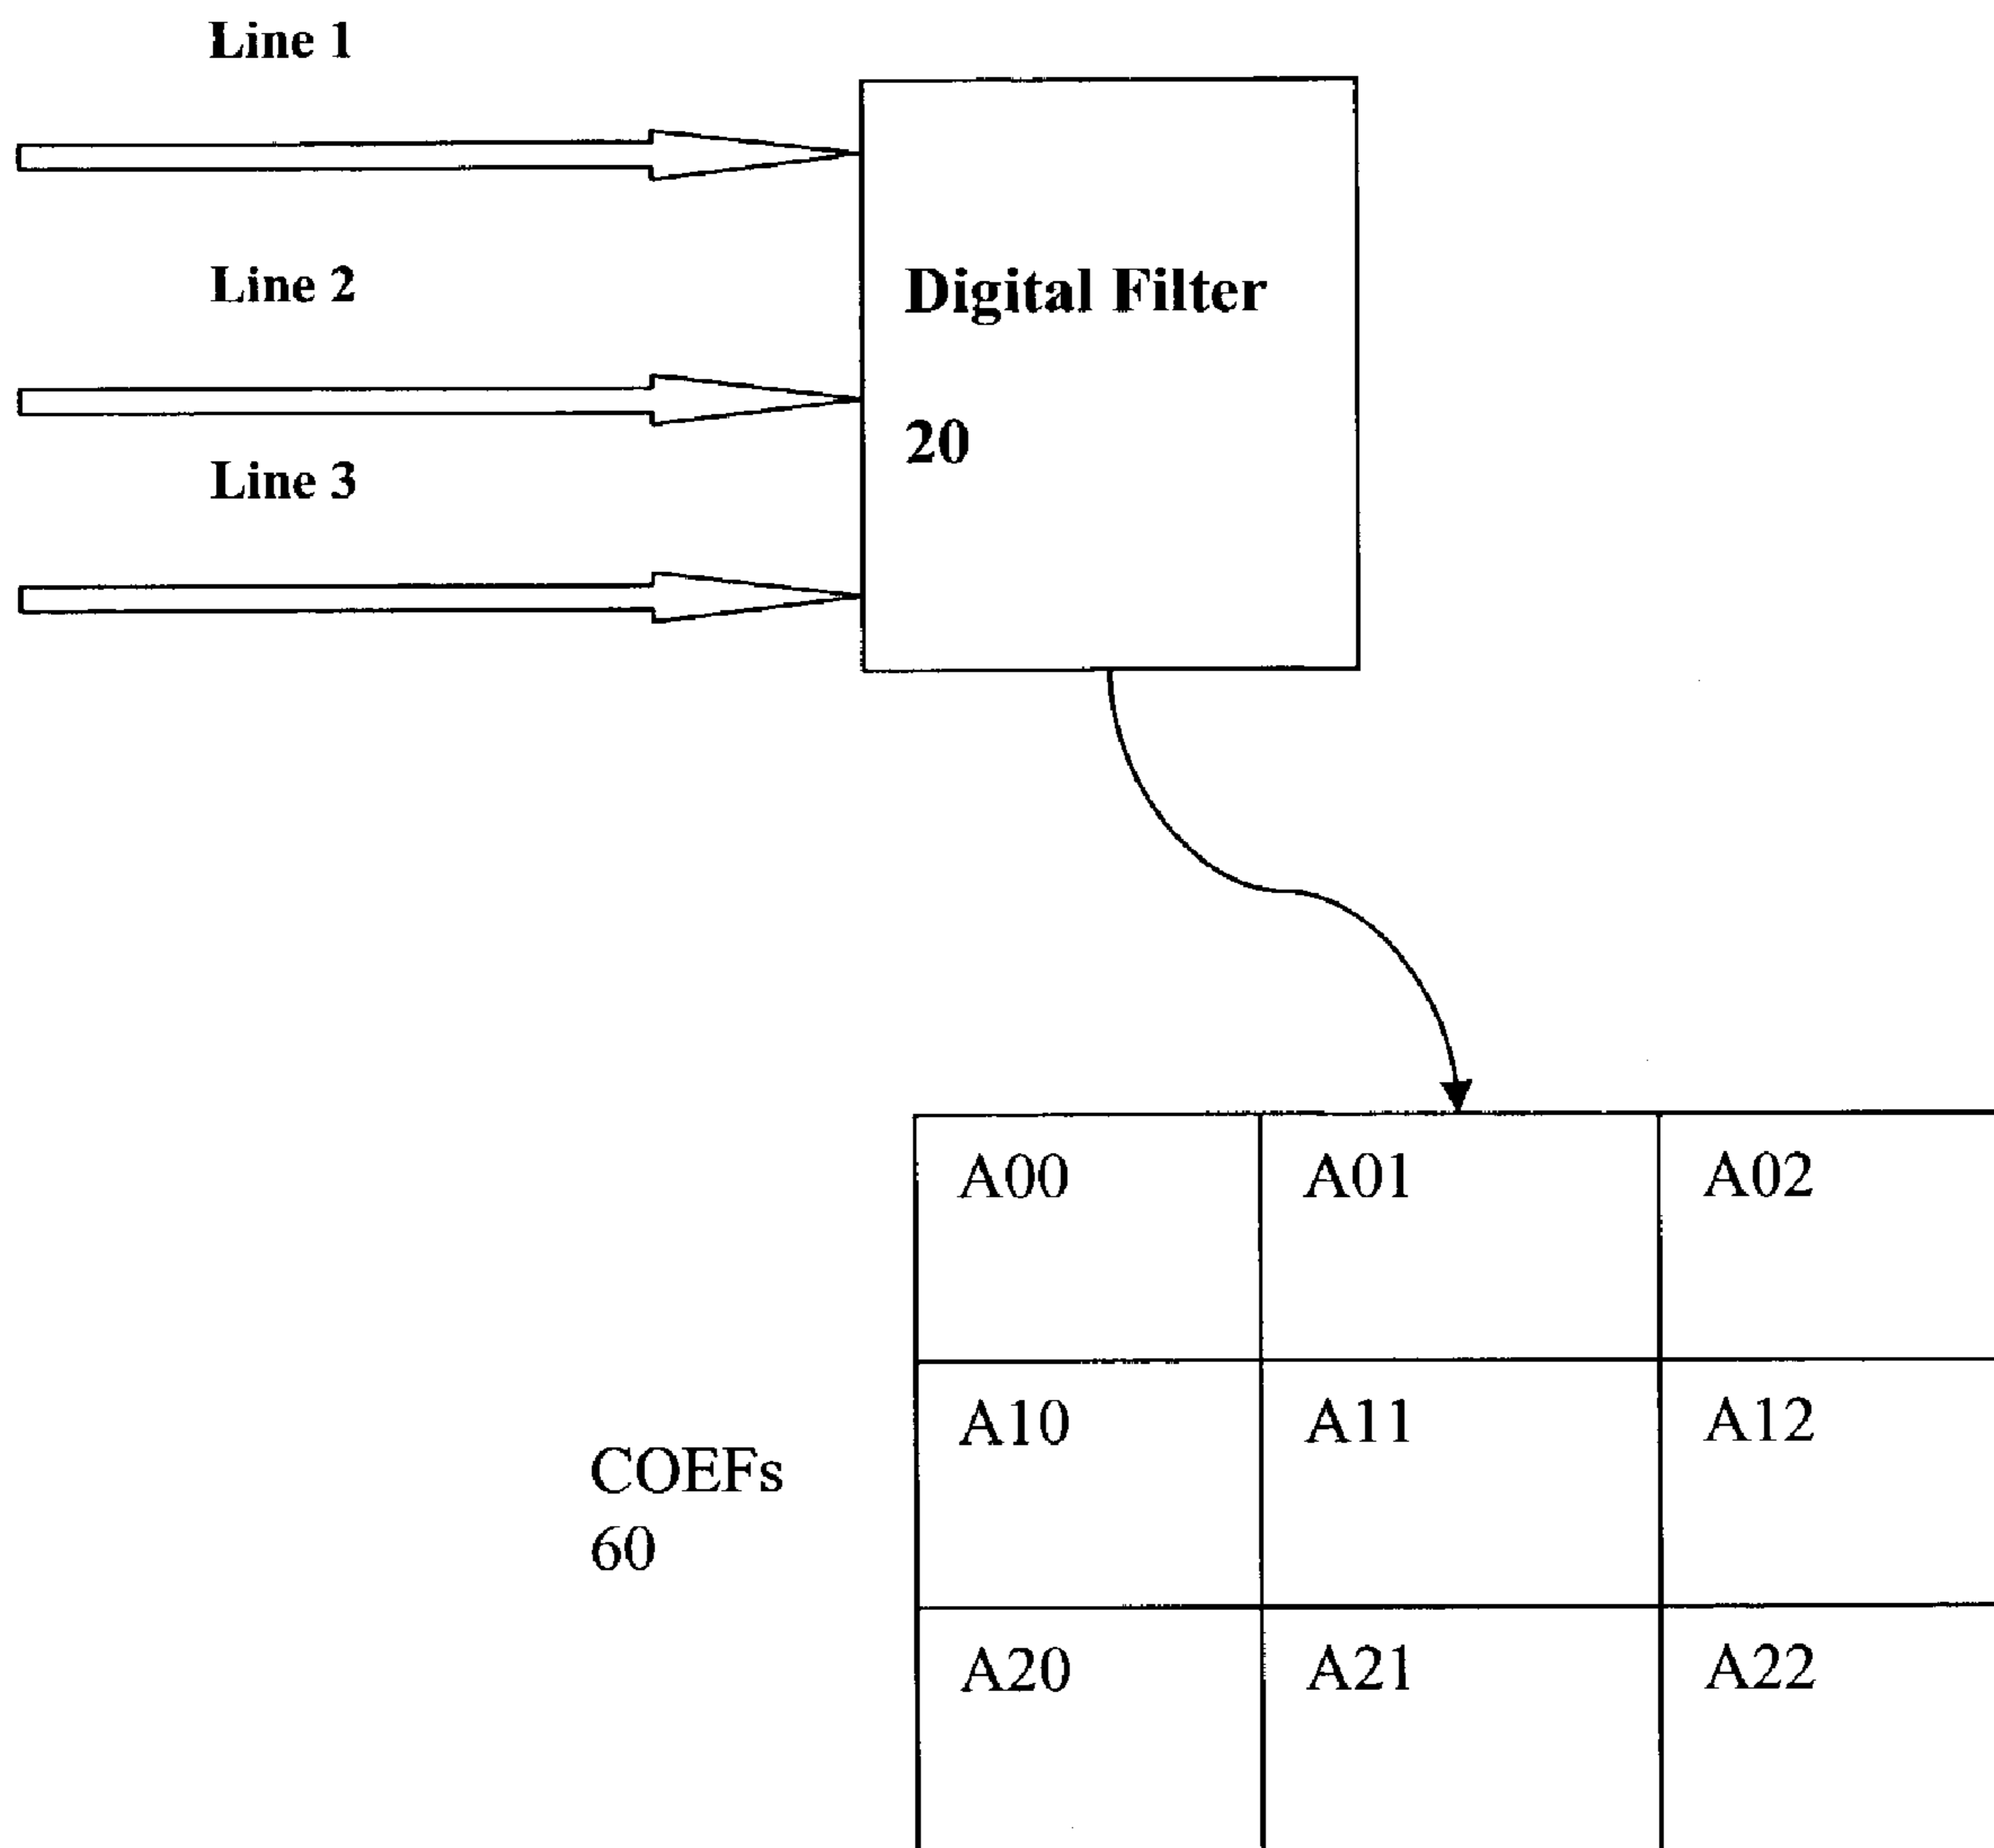 Line 1
Line 2
Digital Filter
20
Line 3
A00 A01 A02
A10 A11 A12
COEFs
60
A20 A21 A22